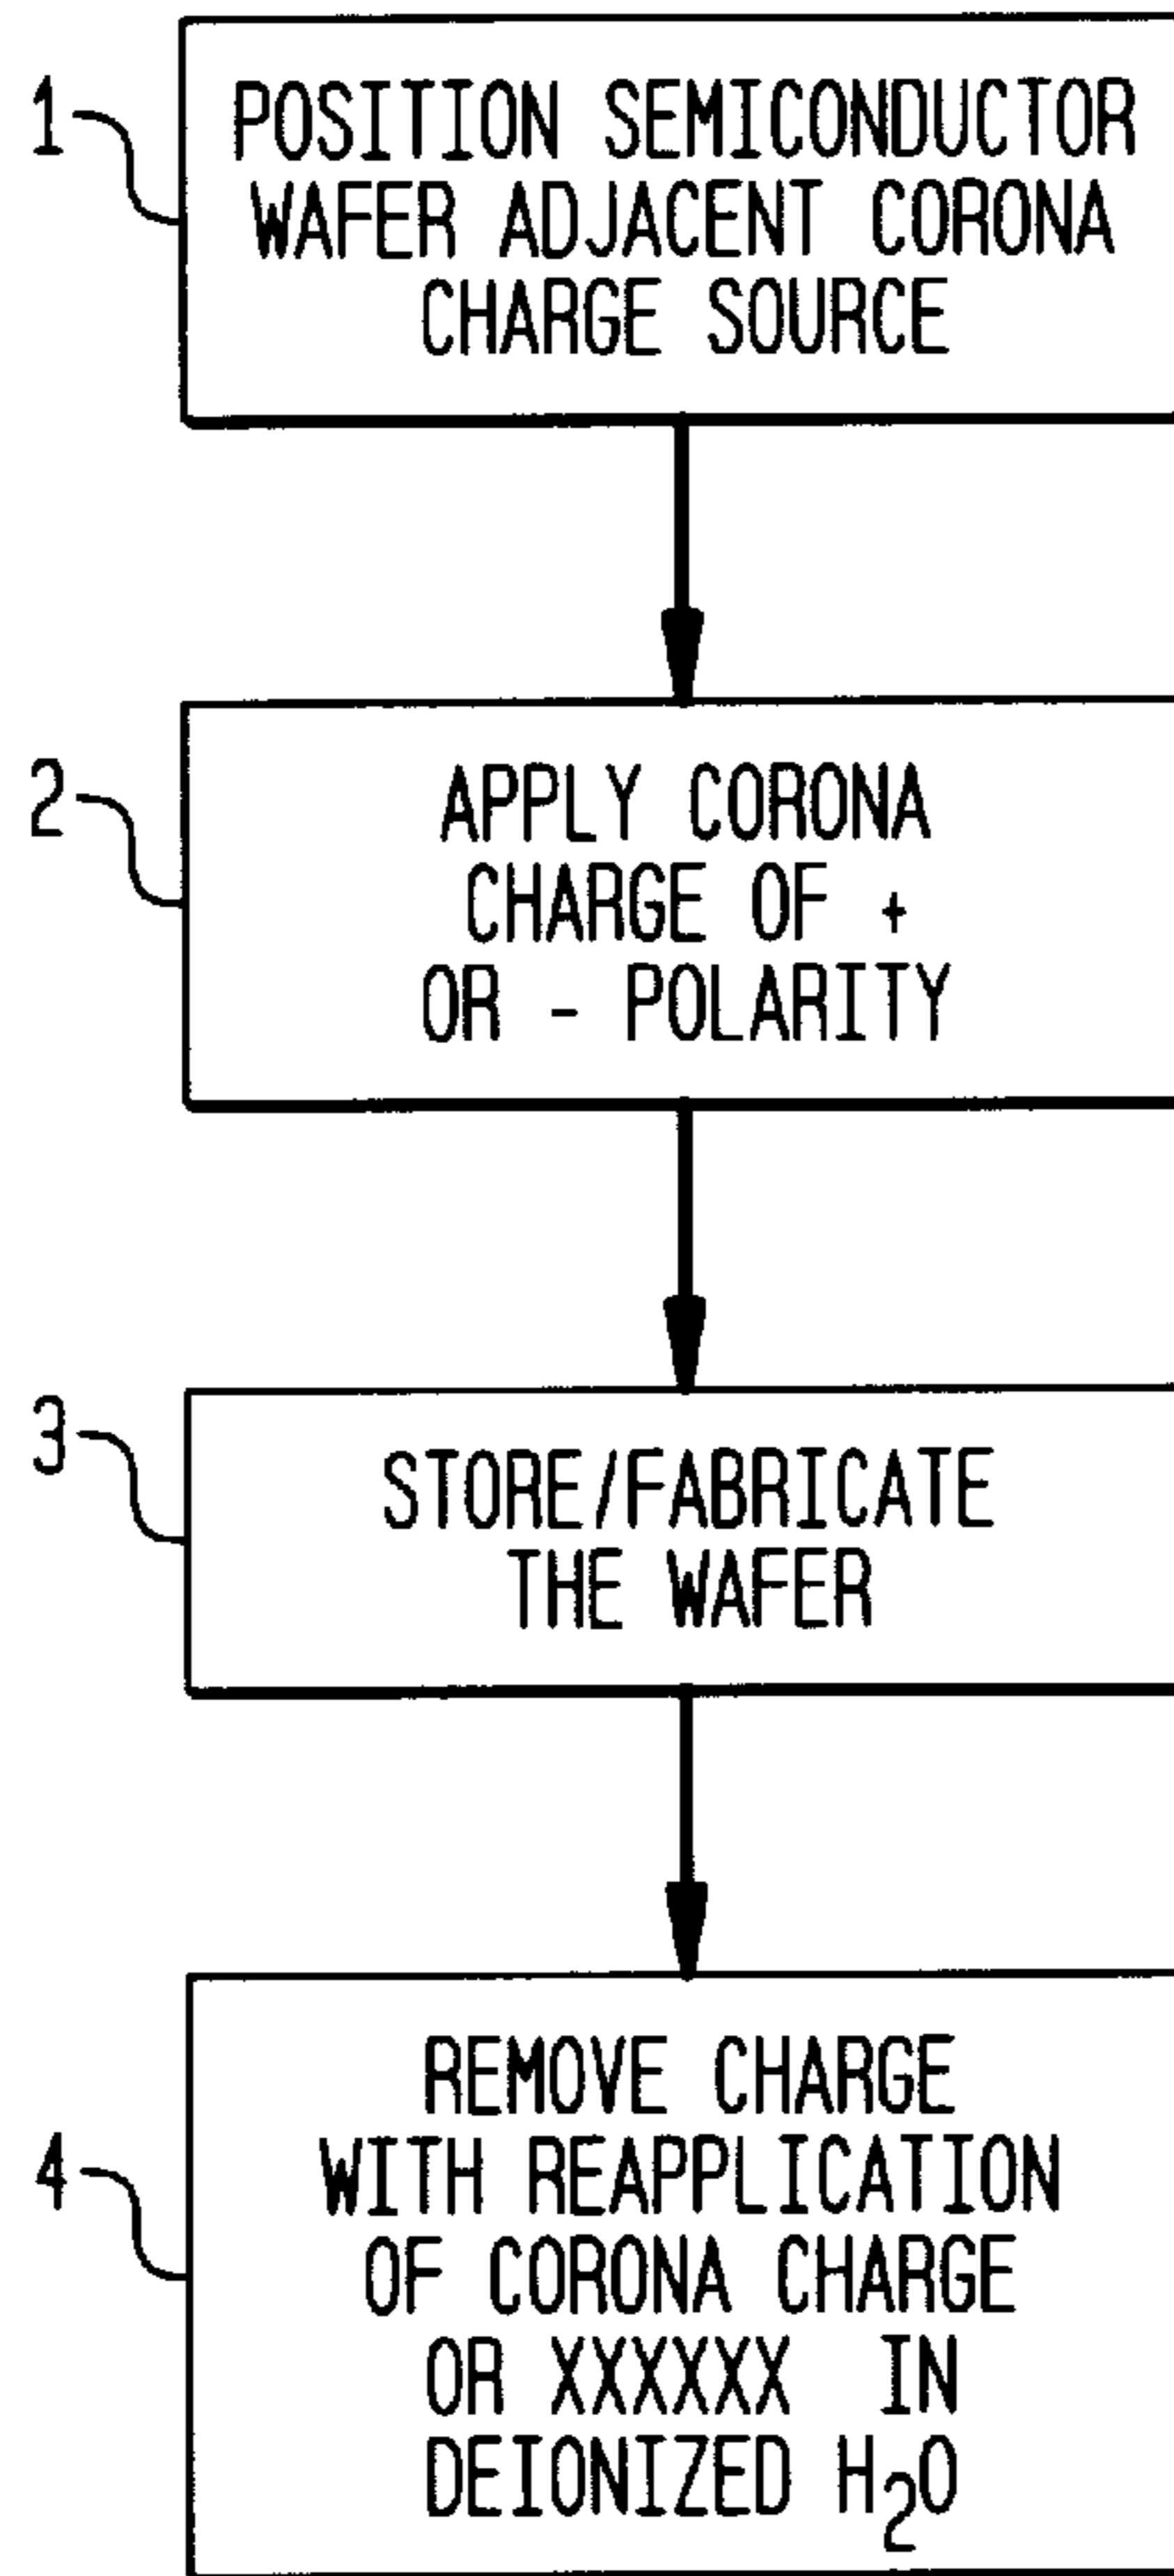 1
POSITION SEMICONDUCTOR
WAFER ADJACENT CORONA
CHARGE SOURCE
2
APPLY CORONA
CHARGE OF +
OR - POLARITY
3
STORE/FABRICATE
THE WAFER
4
REMOVE CHARGE
WITH REAPPLICATION
OF CORONA CHARGE
OR XXXXXX IN
DEIONIZED H₂O